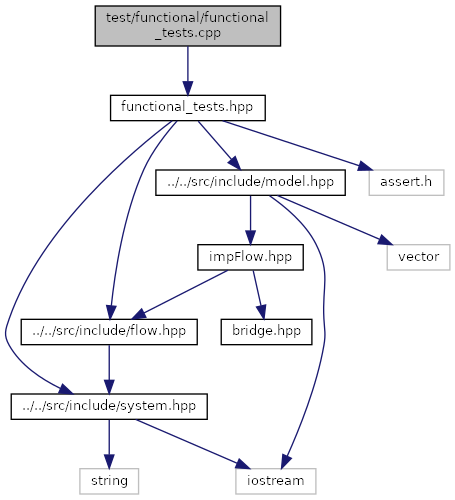 test/functional/functional
_tests.cpp
functional_tests.hpp
../../src/include/model.hpp
assert.h
impFlow.hpp
vector
../../src/include/flow.hpp
bridge.hpp
../../src/include/system.hpp
string
iostream